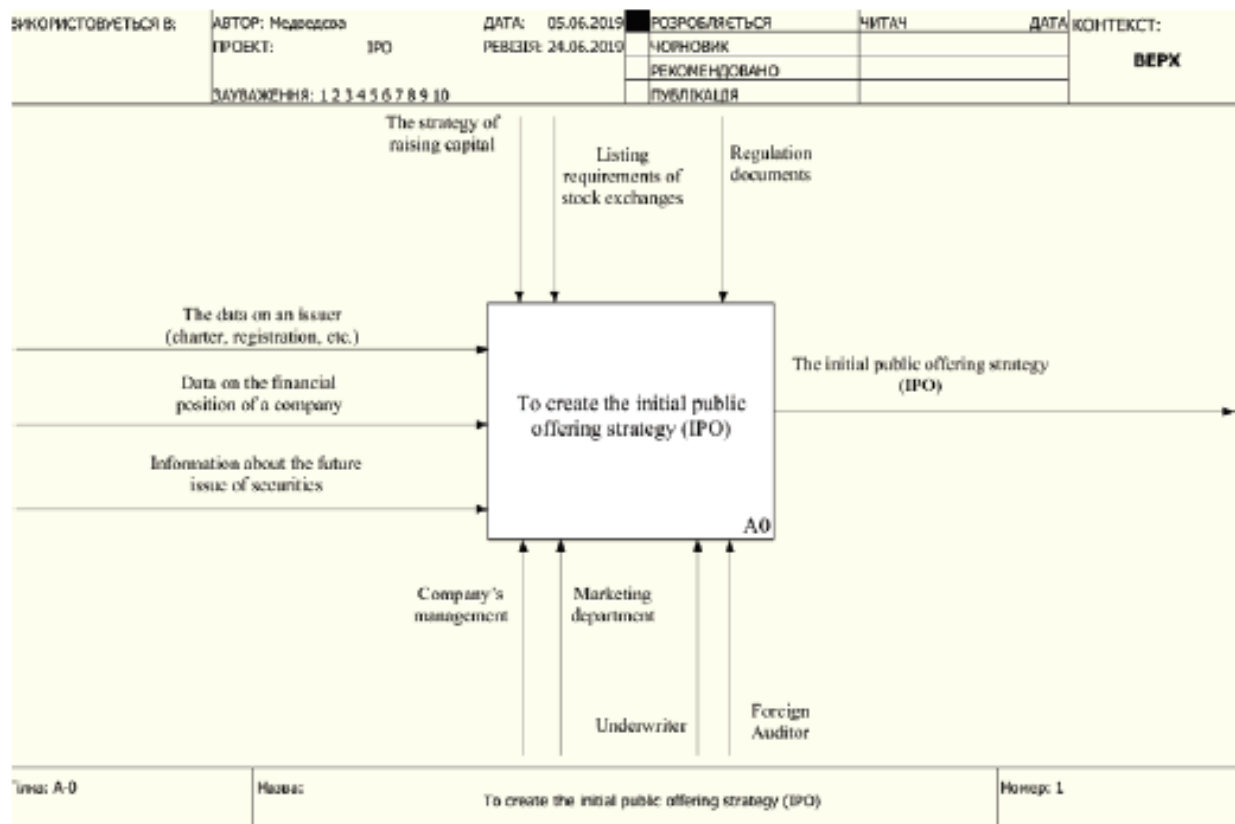 ВИКОРИСТОВУЄТЬСЯ В:
АВТОР: Медведєва
ДАТА: 05.06.2019
РОЗРОБЛЯЄТЬСЯ
ЧИТАЧ
ДАТА
КОНТЕКСТ:
ПРОЕКТ: IPO
РЕВІЗІЯ: 24.06.2019
ЧОРНОВИК
ВЕРХ
РЕКОМЕНДОВАНО
ЗАУВАЖЕННЯ: 1 2 3 4 5 6 7 8 9 10
ПУБЛІКАЦІЯ
The strategy of
raising capital
Listing
requirements of
stock exchanges
Regulation
documents
The data on an issuer
(charter, registration, etc.)
Data on the financial
position of a company
Information about the future
issue of securities
To create the initial public
offering strategy (IPO)
A0
The initial public offering strategy
(IPO)
Company's
management
Marketing
department
Underwriter
Foreign
Auditor
A-0
Назва:
To create the initial public offering strategy (IPO)
Номер: 1